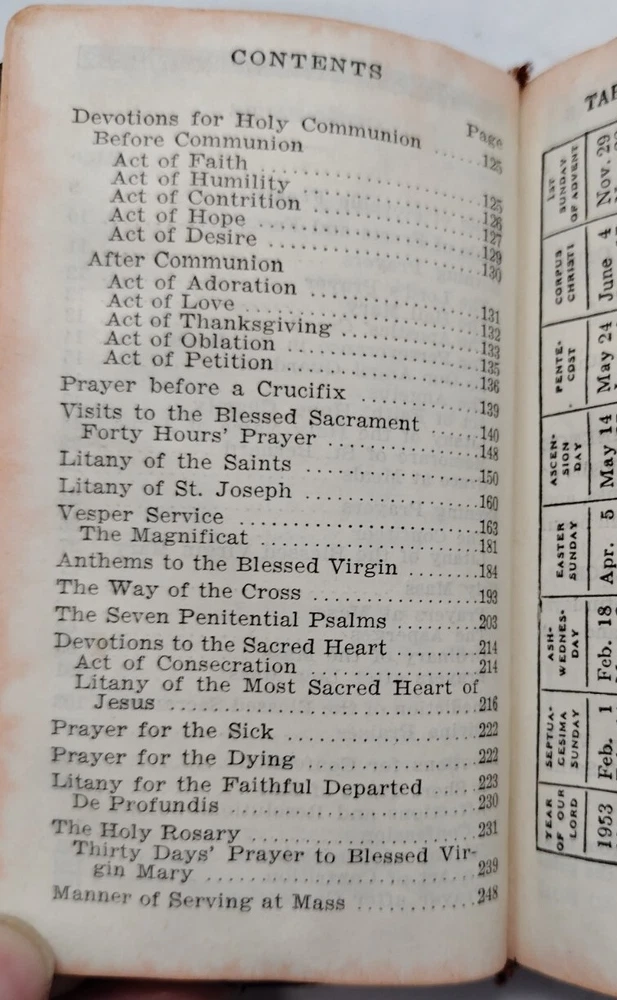 CONTENTS
Page
Devotions for Holy Communion ..... 125
Before Communion
Act of Faith ..... 125
Act of Humility ..... 126
Act of Contrition ..... 127
Act of Hope ..... 129
Act of Desire ..... 130
After Communion
Act of Adoration ..... 131
Act of Love ..... 132
Act of Thanksgiving ..... 133
Act of Oblation ..... 135
Act of Petition ..... 136
Prayer before a Crucifix ..... 139
Visits to the Blessed Sacrament ..... 140
Forty Hours' Prayer ..... 148
Litany of the Saints ..... 150
Litany of St. Joseph ..... 160
Vesper Service ..... 163
The Magnificat ..... 181
Anthems to the Blessed Virgin ..... 184
The Way of the Cross ..... 193
The Seven Penitential Psalms ..... 203
Devotions to the Sacred Heart ..... 214
Act of Consecration ..... 214
Litany of the Most Sacred Heart of
Jesus ..... 216
Prayer for the Sick ..... 222
Prayer for the Dying ..... 222
Litany for the Faithful Departed ..... 223
De Profundis ..... 230
The Holy Rosary ..... 231
Thirty Days' Prayer to Blessed Vir-
gin Mary ..... 239
Manner of Serving at Mass ..... 248
YEAR
OF OUR
LORD
SEPTUA-
GESIMA
SUNDAY
ASH-
WEDNES-
DAY
EASTER
SUNDAY
ASCEN-
SION
DAY
PENTE-
COST
CORPUS
CHRISTI
1ST
SUNDAY
OF ADVENT
1953 Feb. 1 Feb. 18 Apr. 5 May 14 May 24 June 4 Nov. 29